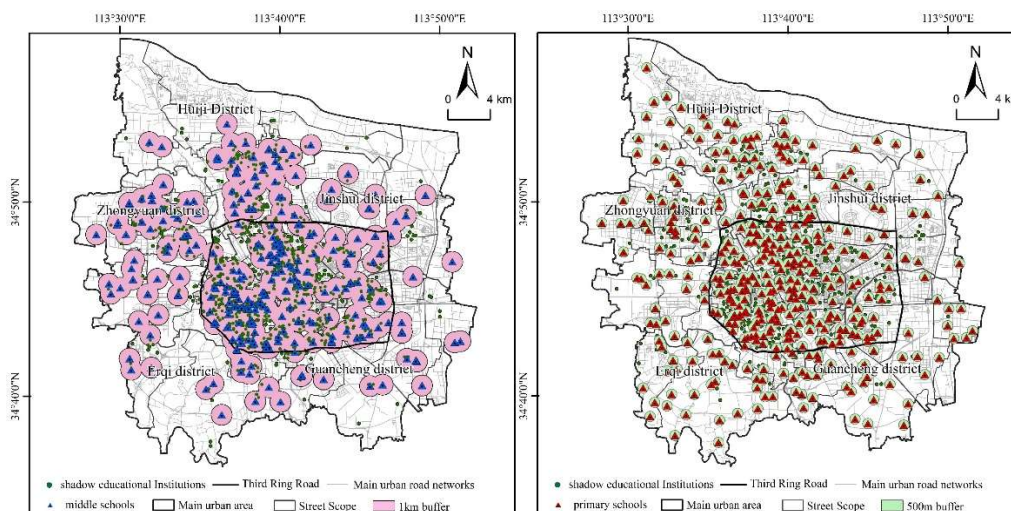 113°30'0"E 113°40'0"E 113°50'0"E
N
0 4 km
34°50'0"N
34°40'0"N
Huiji District
Jinshui district
Zhongyuan district
Erqi district
Guancheng district
shadow educational Institutions Third Ring Road Main urban road networks
middle schools Main urban area Street Scope 1km buffer
113°30'0"E 113°40'0"E 113°50'0"E
N
0 4 km
34°50'0"N
34°40'0"N
Huiji District
Jinshui district
Zhongyuan district
Erqi district
Guancheng district
shadow educational Institutions Third Ring Road Main urban road networks
primary schools Main urban area Street Scope 500m buffer